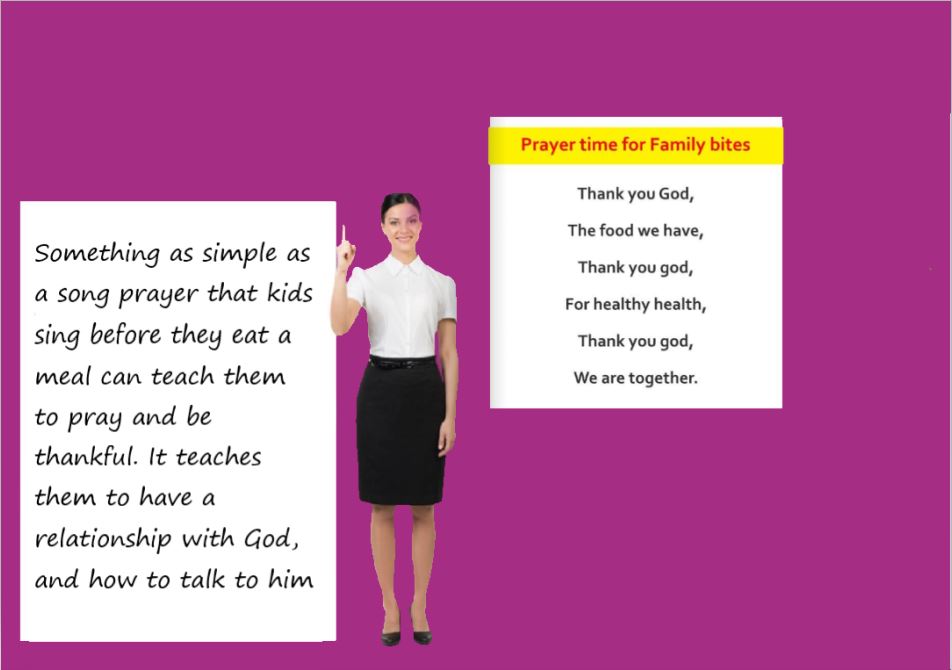 Something as simple as
a song prayer that kids
sing before they eat a
meal can teach them
to pray and be
thankful. It teaches
them to have a
relationship with God,
and how to talk to him
Prayer time for Family bites
Thank you God,
The food we have,
Thank you god,
For healthy health,
Thank you god,
We are together.